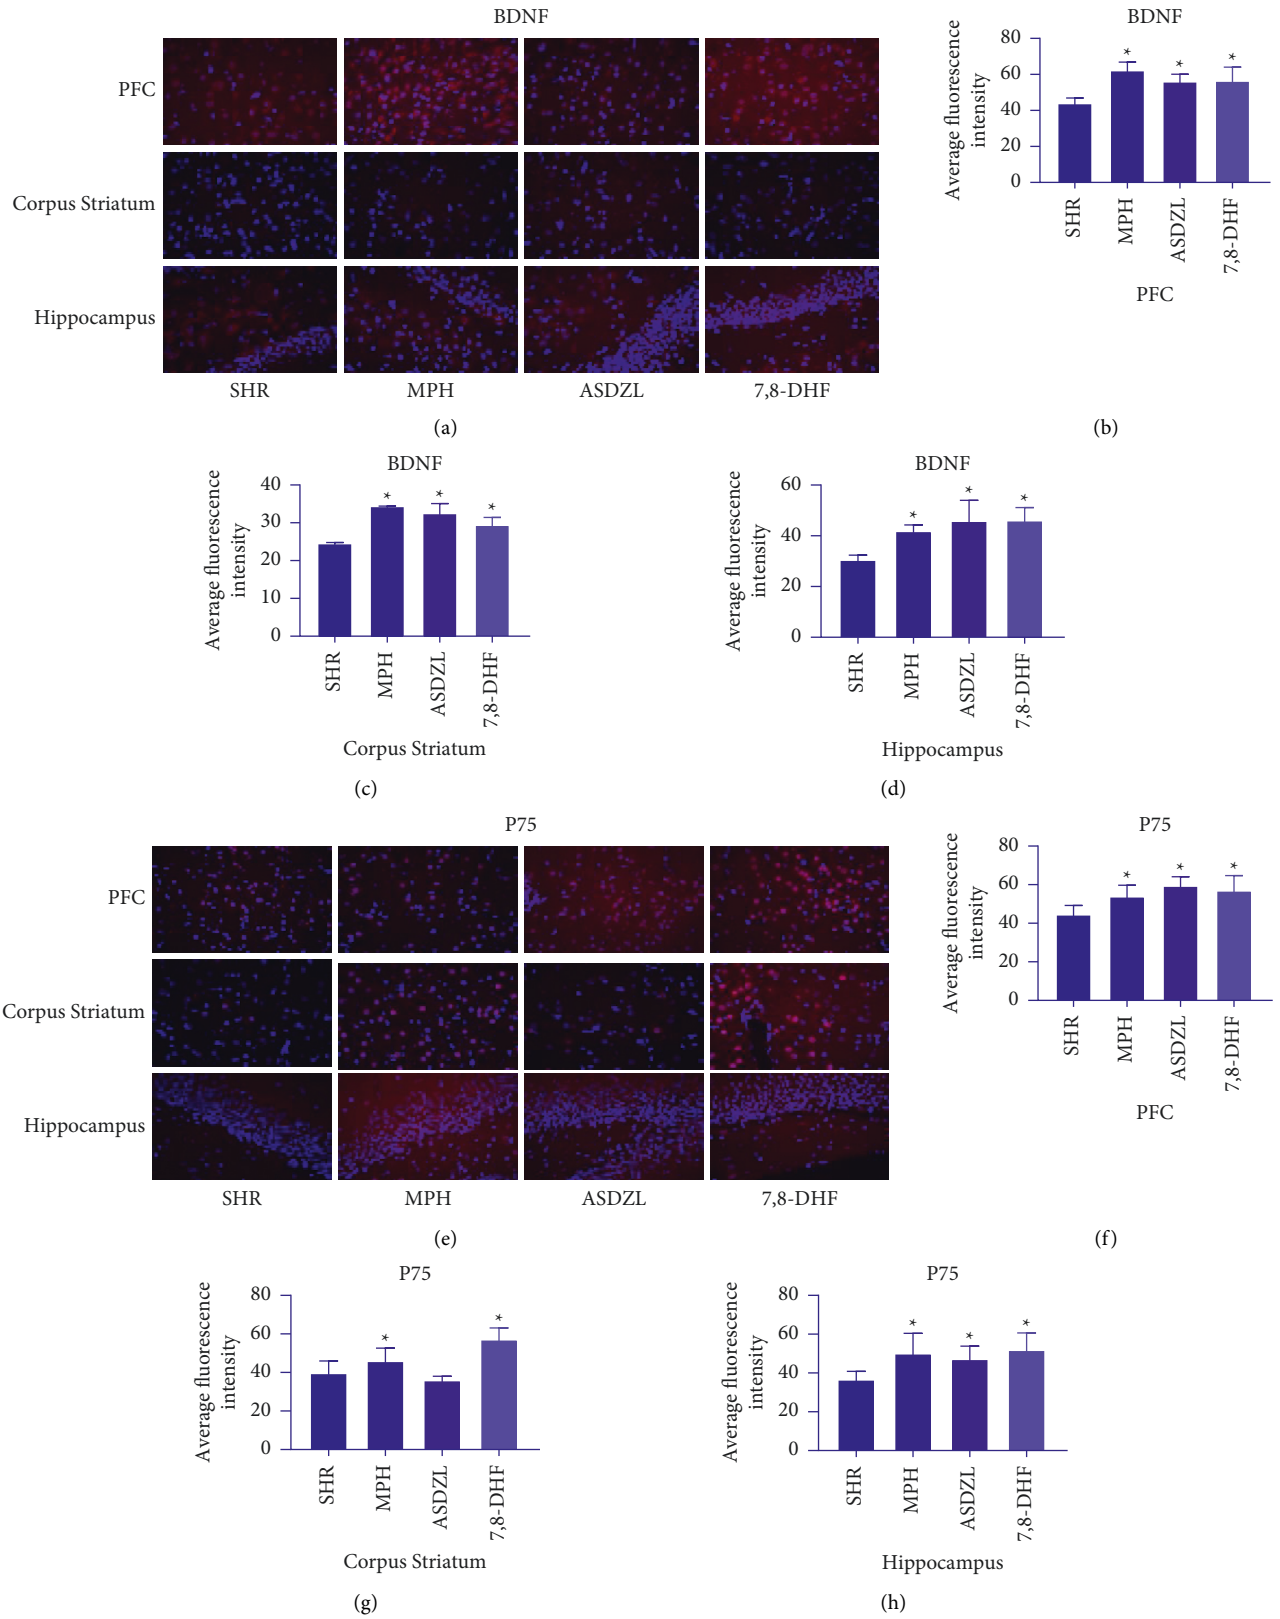 BDNF
PFC
Corpus Striatum
Hippocampus
SHR MPH ASDZL 7,8-DHF
(a)
BDNF
Average fluorescence
intensity
80
60
40
20
0
SHR
MPH
ASDZL
7,8-DHF
PFC
(b)
BDNF
Average fluorescence
intensity
40
30
20
10
0
* * *
SHR
MPH
ASDZL
7,8-DHF
Corpus Striatum
(c)
BDNF
Average fluorescence
intensity
60
40
20
0
* * *
SHR
MPH
ASDZL
7,8-DHF
Hippocampus
(d)
P75
PFC
Corpus Striatum
Hippocampus
SHR MPH ASDZL 7,8-DHF
(e)
P75
Average fluorescence
intensity
80
60
40
20
0
* * *
SHR
MPH
ASDZL
7,8-DHF
PFC
(f)
P75
Average fluorescence
intensity
80
60
40
20
0
* *
SHR
MPH
ASDZL
7,8-DHF
Corpus Striatum
(g)
P75
Average fluorescence
intensity
80
60
40
20
0
* * *
SHR
MPH
ASDZL
7,8-DHF
Hippocampus
(h)